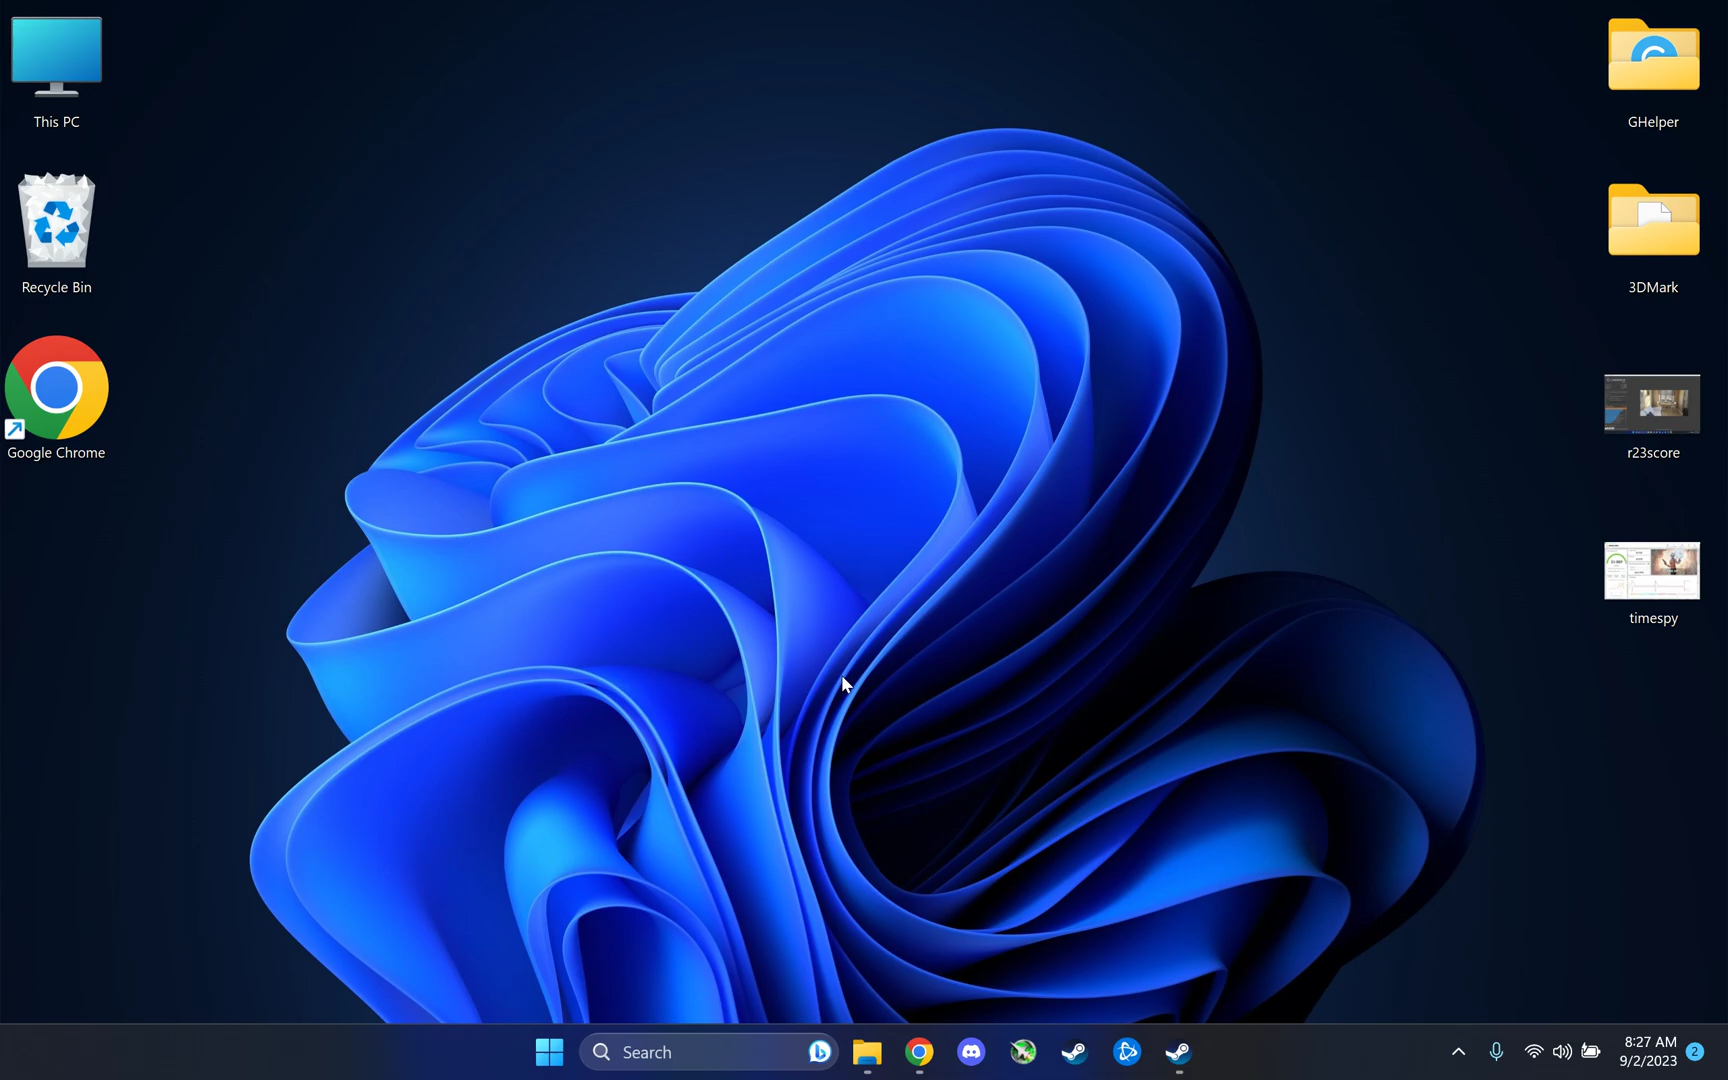 This PC
GHelper
Recycle Bin
3DMark
Google Chrome
r23score
timespy
Search
8:27 AM
9/2/2023
2